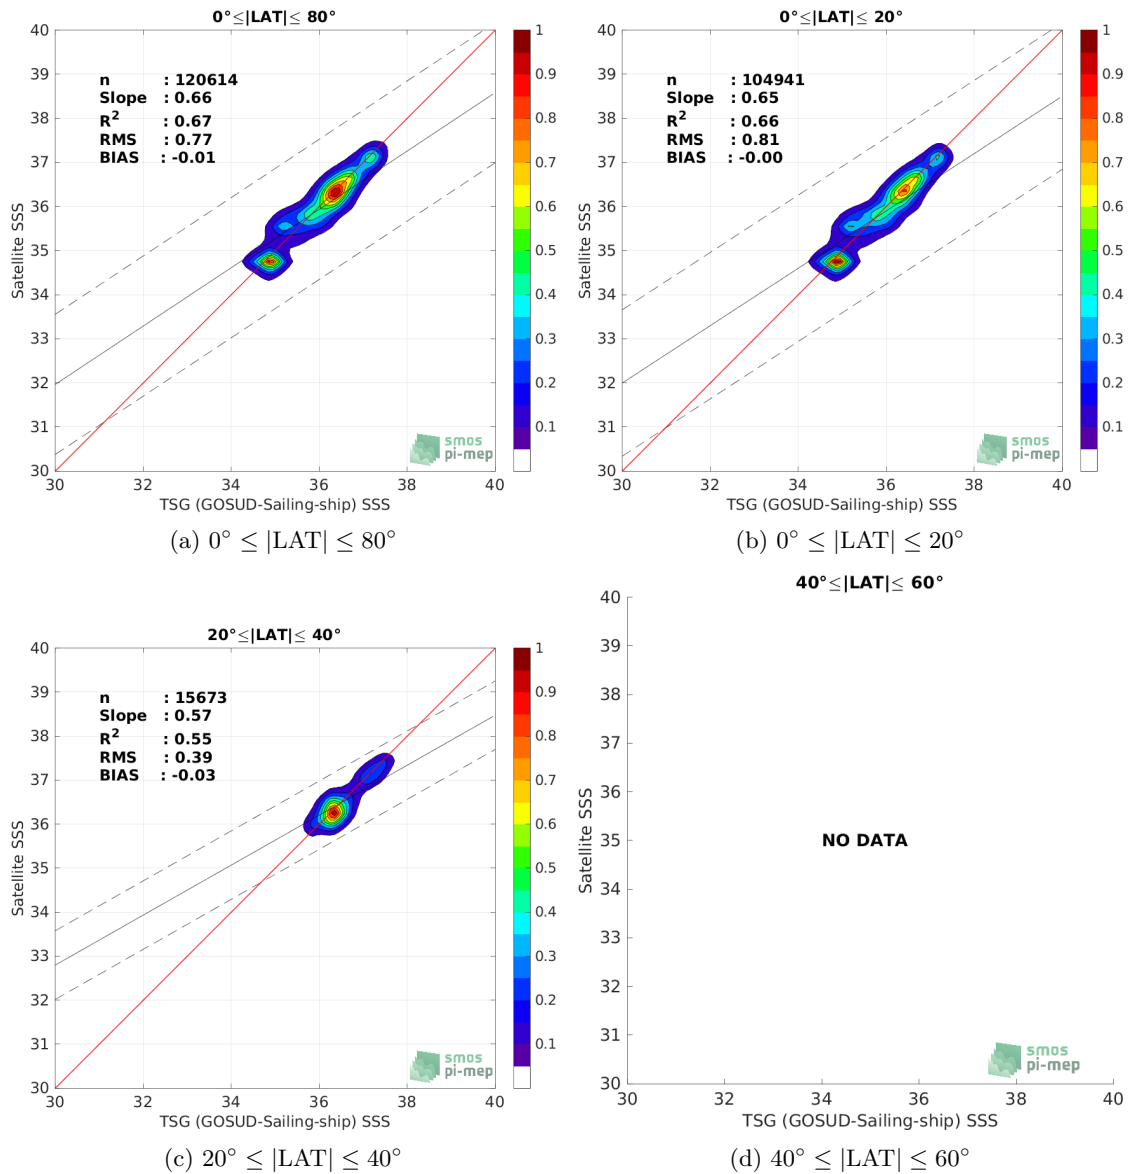 0°≤|LAT|≤ 80°
40
39
38
37
36
35
34
33
32
31
30
Satellite SSS
n : 120614
Slope : 0.66
R² : 0.67
RMS : 0.77
BIAS : -0.01
smos
pi-mep
30 32 34 36 38 40
TSG (GOSUD-Sailing-ship) SSS
1
0.9
0.8
0.7
0.6
0.5
0.4
0.3
0.2
0.1
(a) 0° ≤ |LAT| ≤ 80°
0°≤|LAT|≤ 20°
40
39
38
37
36
35
34
33
32
31
30
Satellite SSS
n : 104941
Slope : 0.65
R² : 0.66
RMS : 0.81
BIAS : -0.00
smos
pi-mep
30 32 34 36 38 40
TSG (GOSUD-Sailing-ship) SSS
1
0.9
0.8
0.7
0.6
0.5
0.4
0.3
0.2
0.1
(b) 0° ≤ |LAT| ≤ 20°
20°≤|LAT|≤ 40°
40
39
38
37
36
35
34
33
32
31
30
Satellite SSS
n : 15673
Slope : 0.57
R² : 0.55
RMS : 0.39
BIAS : -0.03
smos
pi-mep
30 32 34 36 38 40
TSG (GOSUD-Sailing-ship) SSS
1
0.9
0.8
0.7
0.6
0.5
0.4
0.3
0.2
0.1
(c) 20° ≤ |LAT| ≤ 40°
40°≤|LAT|≤ 60°
40
39
38
37
36
35
34
33
32
31
30
Satellite SSS
NO DATA
smos
pi-mep
30 32 34 36 38 40
TSG (GOSUD-Sailing-ship) SSS
(d) 40° ≤ |LAT| ≤ 60°